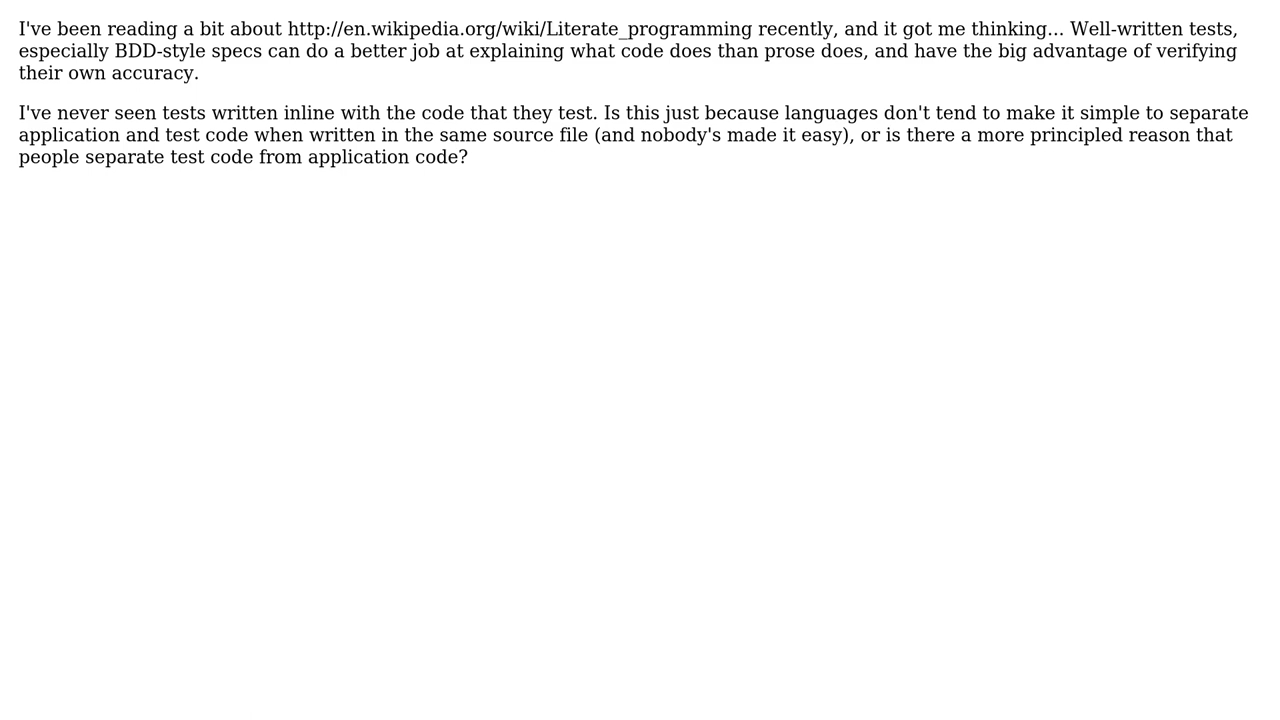 I've been reading a bit about http://en.wikipedia.org/wiki/Literate_programming recently, and it got me thinking... Well-written tests,
especially BDD-style specs can do a better job at explaining what code does than prose does, and have the big advantage of verifying
their own accuracy.
I've never seen tests written inline with the code that they test. Is this just because languages don't tend to make it simple to separate
application and test code when written in the same source file (and nobody's made it easy), or is there a more principled reason that
people separate test code from application code?